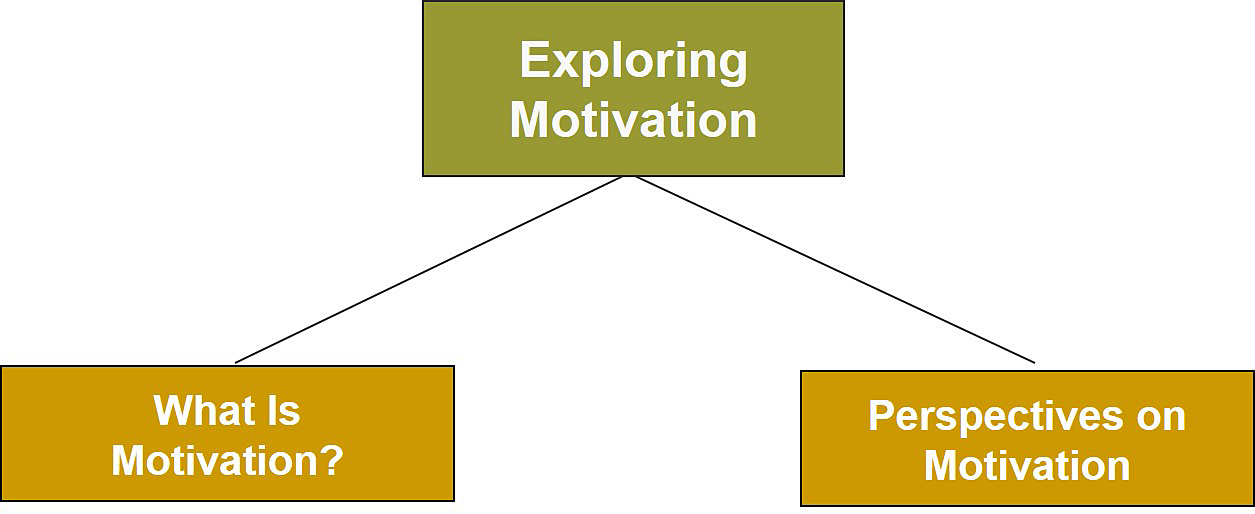 Exploring
Motivation
What Is
Motivation?
Perspectives on
Motivation